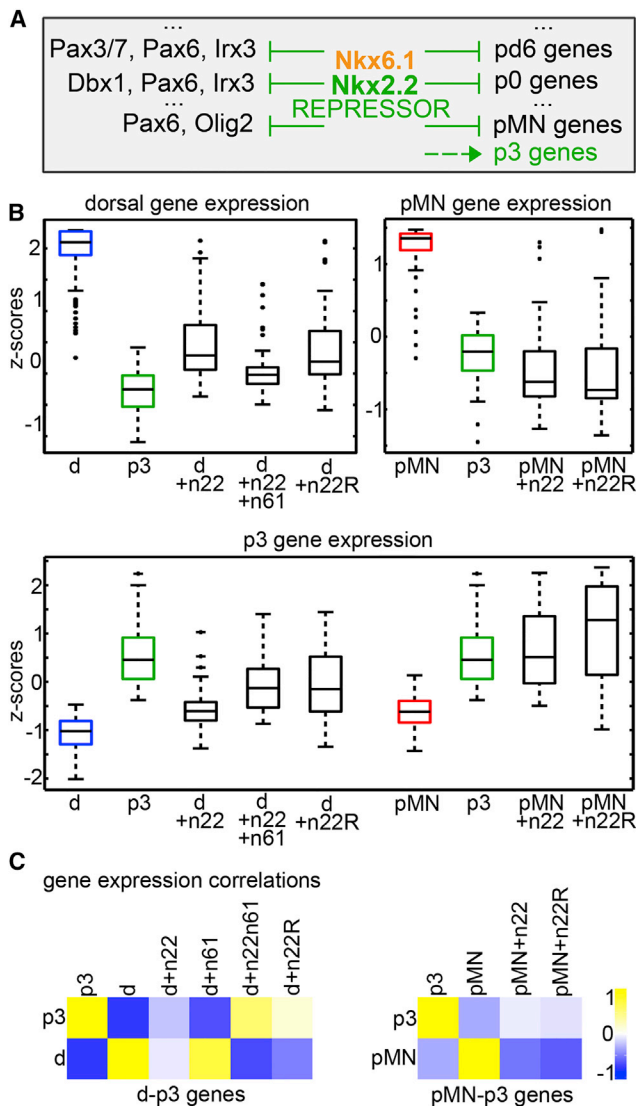 A
...
Pax3/7, Pax6, Irx3 Nkx6.1 pd6 genes
Dbx1, Pax6, Irx3 Nkx2.2 p0 genes
... REPRESSOR ...
Pax6, Olig2 pMN genes
p3 genes
B
dorsal gene expression
z-scores
2
1
0
-1
d p3 d d d
+n22 +n22 +n22R
+n61
pMN gene expression
1
0
-1
pMN p3 pMN pMN
+n22 +n22R
p3 gene expression
z-scores
2
1
0
-1
-2
d p3 d d d pMN p3 pMN pMN
+n22 +n22 +n22R +n22 +n22R
+n61
C
gene expression correlations
p3 d d+n22 d+n61 d+n22n61 d+n22R
p3
d
d-p3 genes
p3 pMN pMN+n22 pMN+n22R
p3
pMN
pMN-p3 genes
1
0
-1